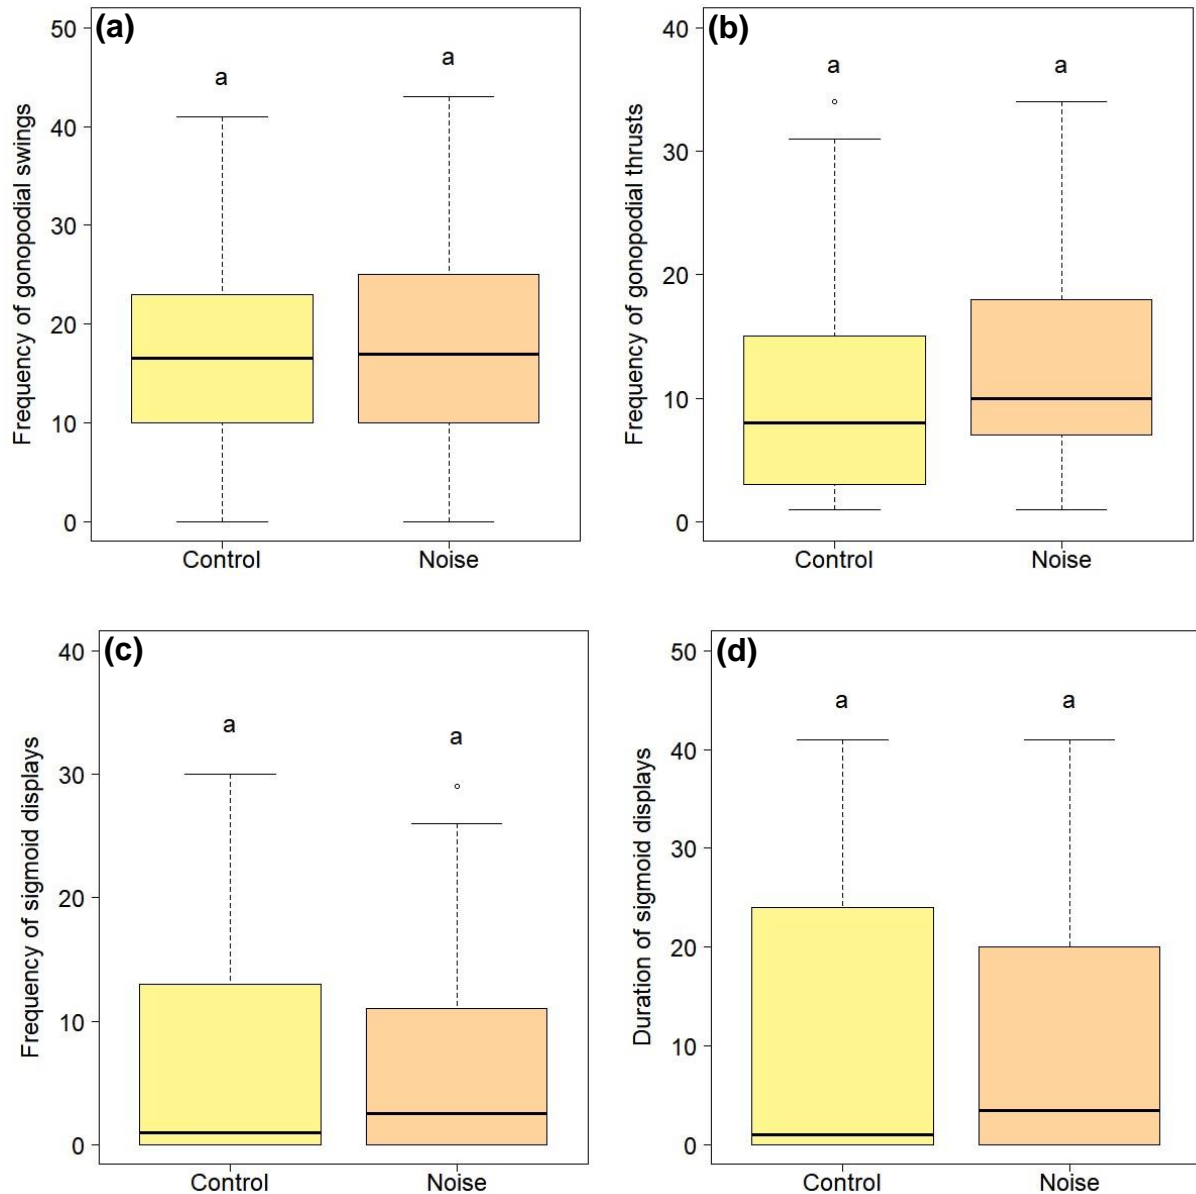 (a)
a
a
50
40
30
20
10
0
Frequency of gonopodial swings
Control
Noise
(b)
a
a
40
30
20
10
0
Frequency of gonopodial thrusts
Control
Noise
(c)
a
a
40
30
20
10
0
Frequency of sigmoid displays
Control
Noise
(d)
a
a
50
40
30
20
10
0
Duration of sigmoid displays
Control
Noise